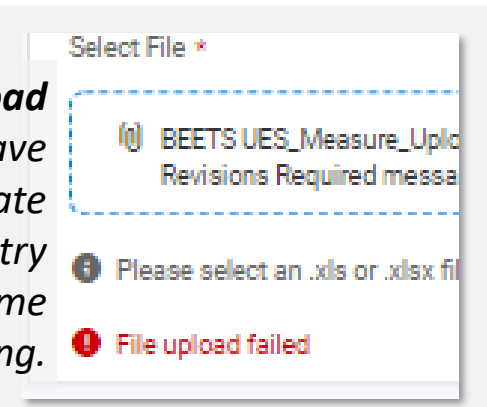 Select File *
BEETS UES_Measure_Uplo
Revisions Required messa
Please select an .xls or .xlsx fil
File upload failed
oad
ave
ate
try
me
ng.